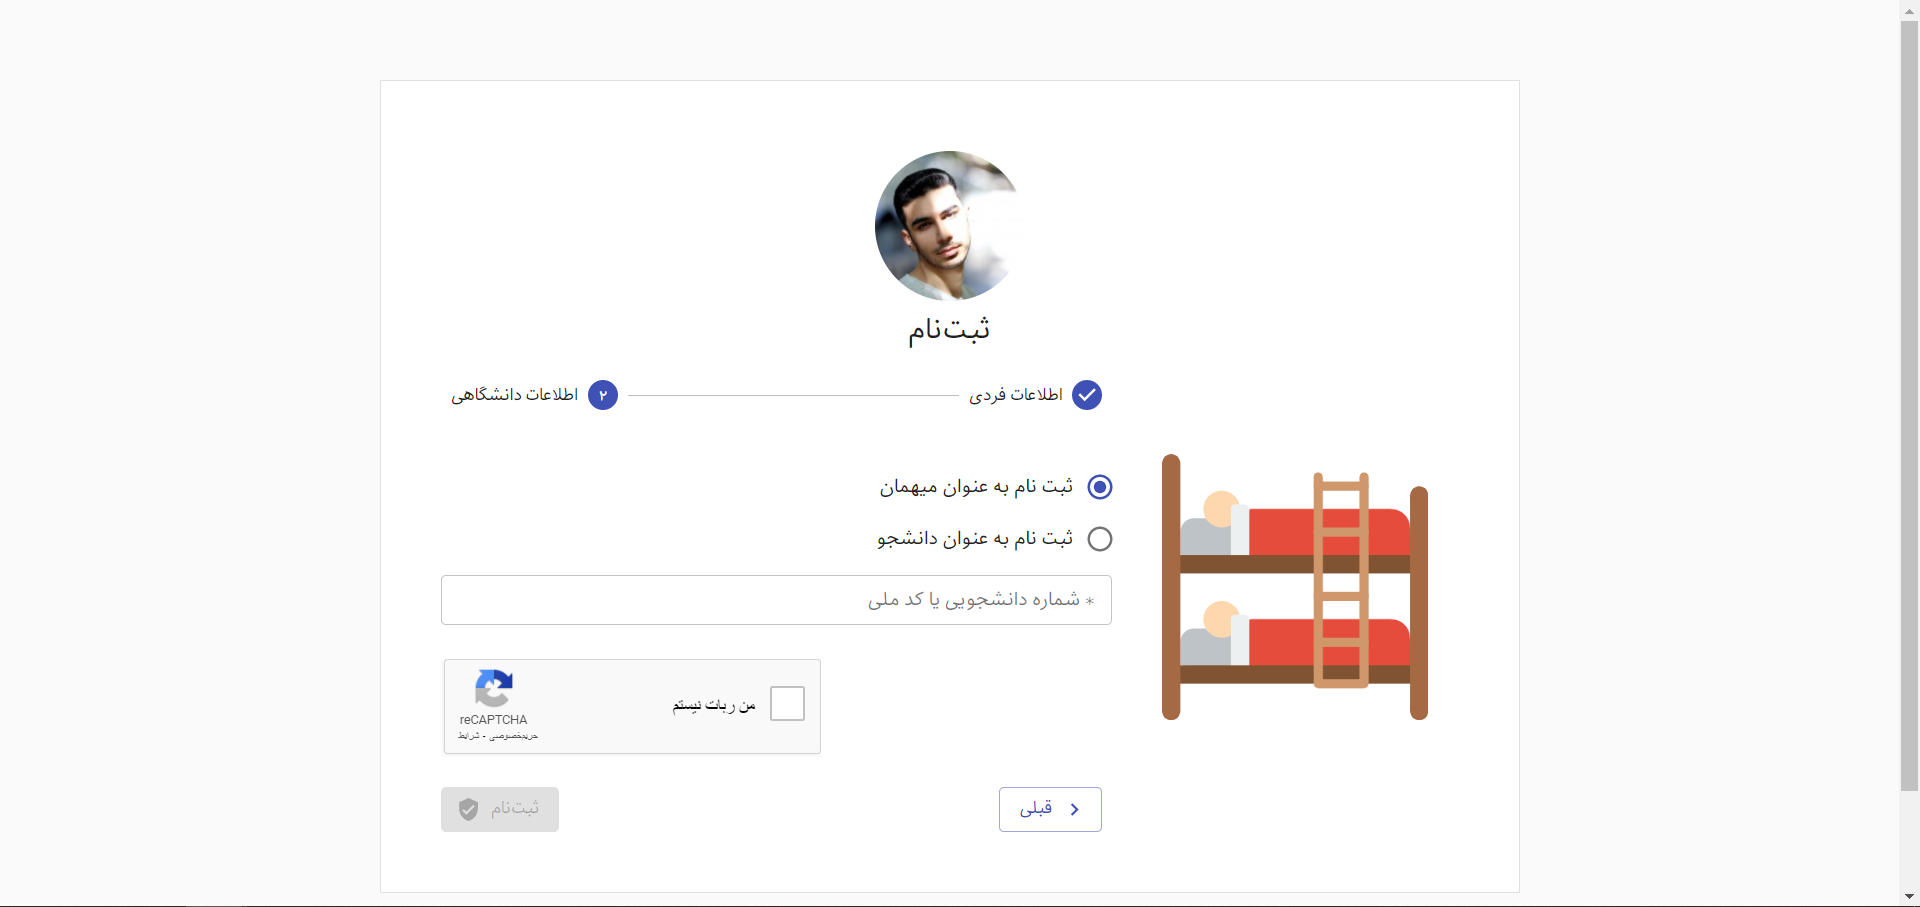 ثبت‌نام
اطلاعات فردی
۲ اطلاعات دانشگاهی
ثبت نام به عنوان میهمان
ثبت نام به عنوان دانشجو
* شماره دانشجویی یا کد ملی
من ربات نیستم
reCAPTCHA
حریم‌خصوصی - شرایط
قبلی
ثبت‌نام